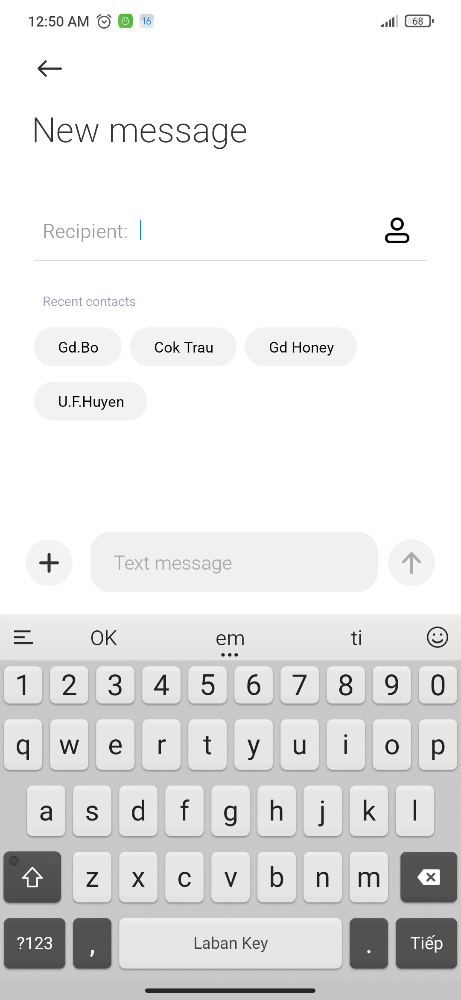 12:50 AM 16 68
New message
Recipient:
Recent contacts
Gd.Bo Cok Trau Gd Honey
U.F.Huyen
Text message
OK em ti
1 2 3 4 5 6 7 8 9 0
q w e r t y u i o p
a s d f g h j k l
z x c v b n m
?123 , Laban Key . Tiếp